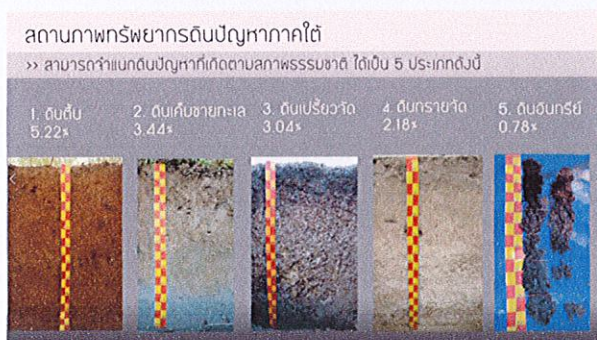 สถานภาพทรัพยากรดินปัญหาภาคใต้
>> สามารถจำแนกดินปัญหาที่เกิดตามสภาพธรรมชาติ ได้เป็น 5 ประเภทดังนี้
1. ดินตื้น
5.22%
2. ดินเค็มชายทะเล
3.44%
3. ดินเปรี้ยวจัด
3.04%
4. ดินทรายจัด
2.18%
5. ดินอินทรีย์
0.78%